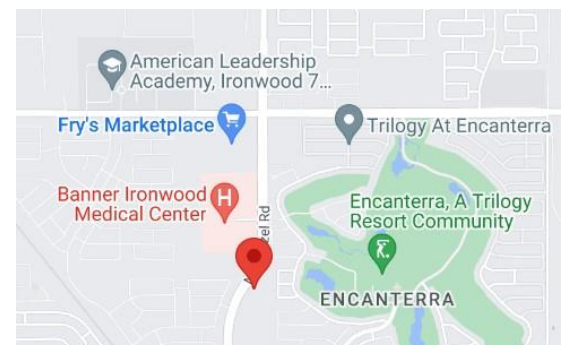 American Leadership
Academy, Ironwood 7...
Fry's Marketplace
Trilogy At Encanterra
Banner Ironwood
Medical Center
H
Encanterra, A Trilogy
Resort Community
ENCANTERRA
Rd